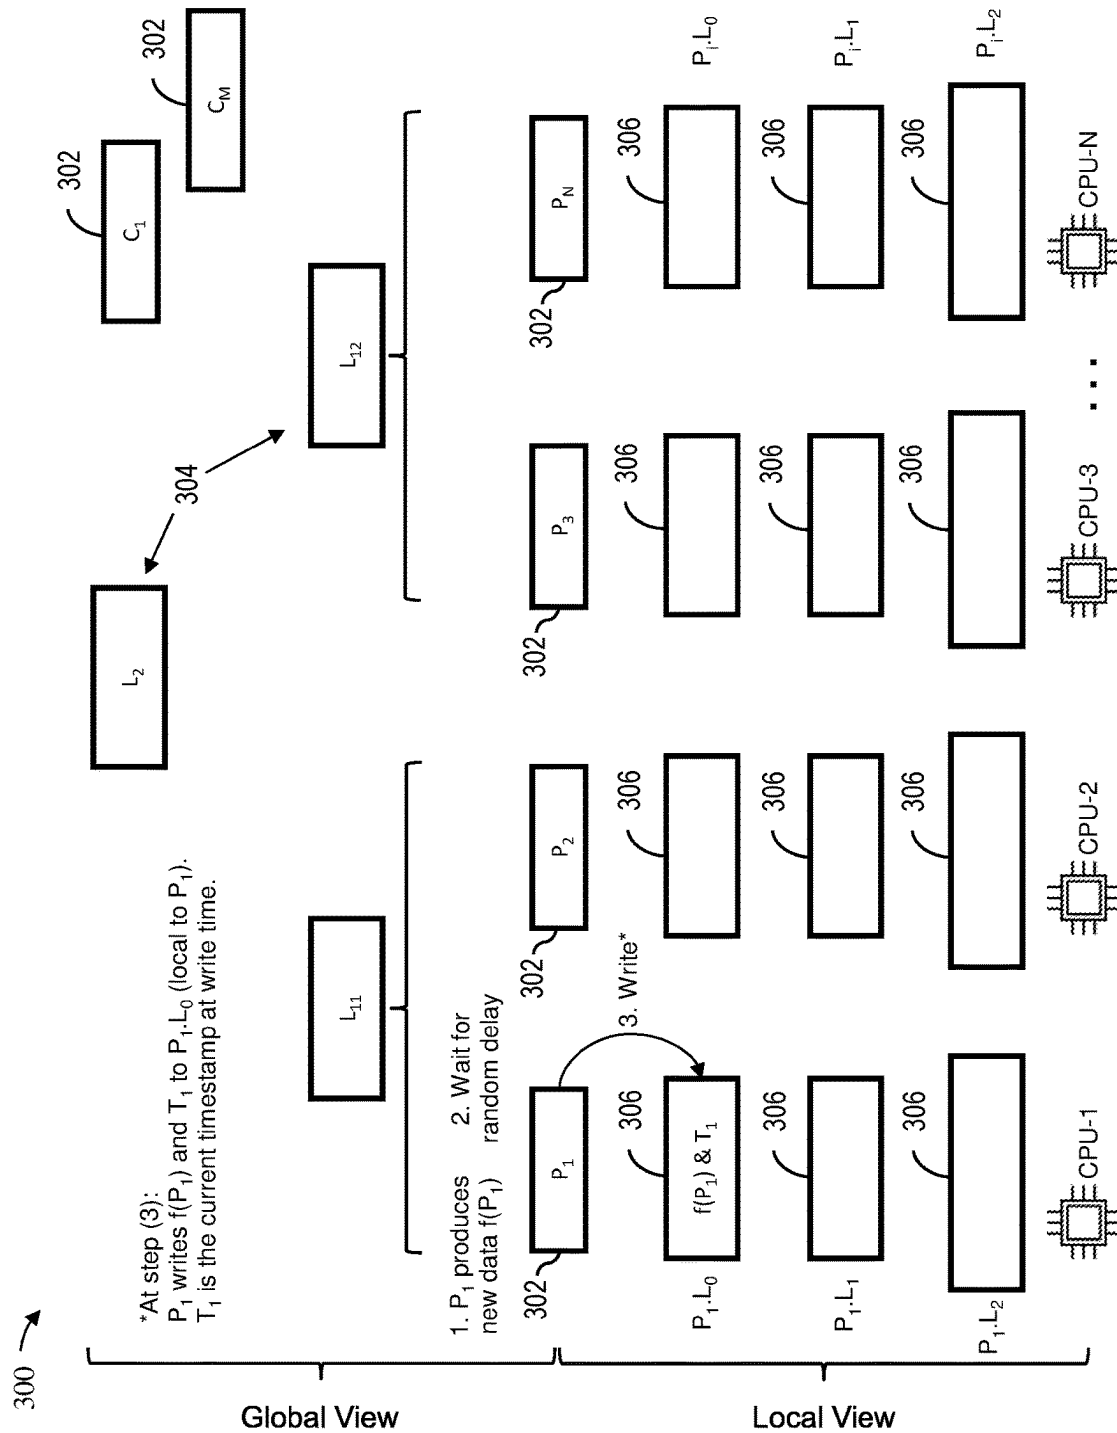 300
Global View
Local View
*At step (3):
P₁ writes f(P₁) and T₁ to P₁.L₀ (local to P₁).
T₁ is the current timestamp at write time.
L₂
304
C₁
302
C_M
302
L₁₁
L₁₂
1. P₁ produces
new data f(P₁)
2. Wait for
random delay
3. Write*
302
P₁
302
P₂
302
P₃
302
P_N
P₁.L₀
306
f(P₁) & T₁
306
306
306
Pᵢ.L₀
P₁.L₁
306
306
306
306
Pᵢ.L₁
P₁.L₂
306
306
306
306
Pᵢ.L₂
CPU-1
CPU-2
CPU-3
...
CPU-N